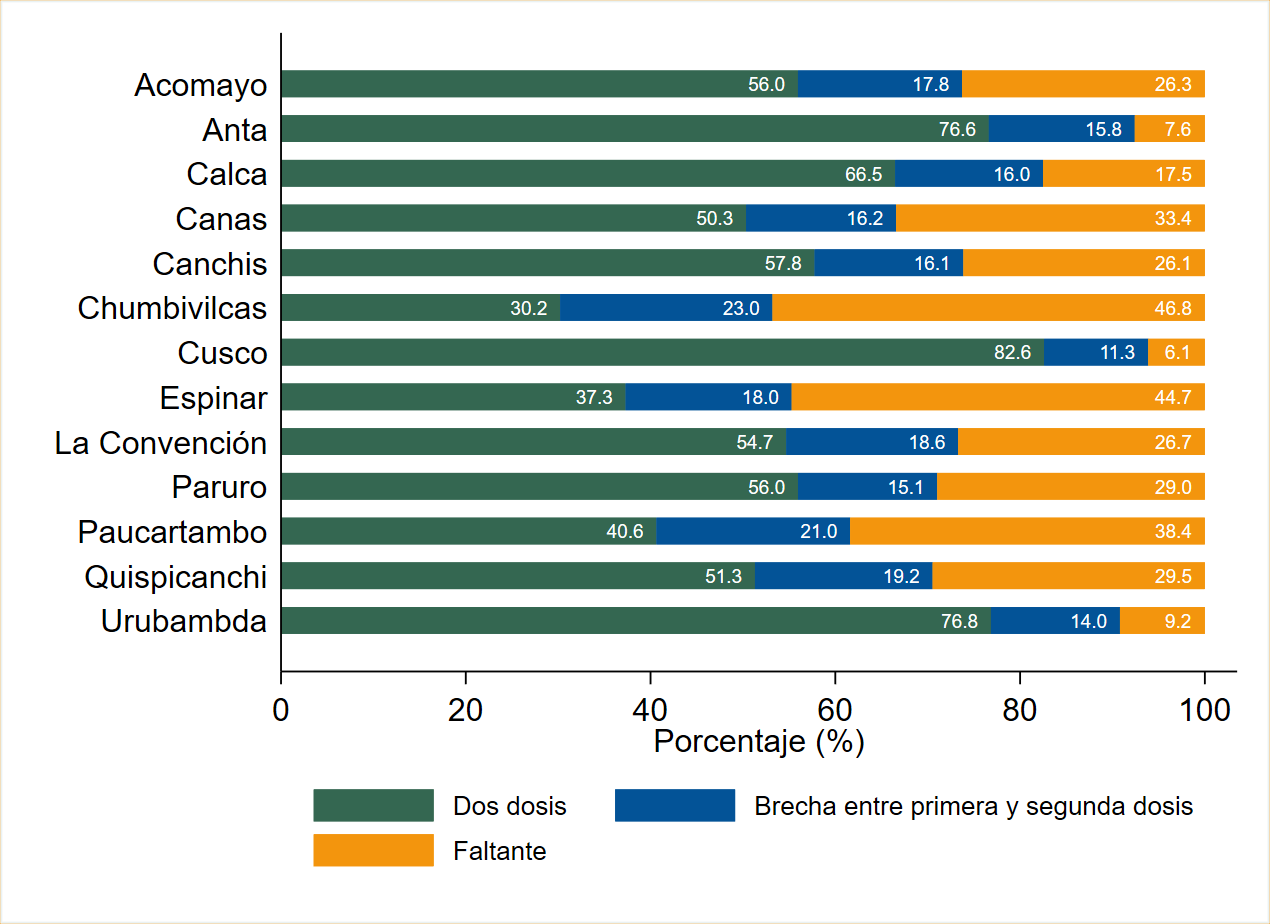 Acomayo 56.0 17.8 26.3
Anta 76.6 15.8 7.6
Calca 66.5 16.0 17.5
Canas 50.3 16.2 33.4
Canchis 57.8 16.1 26.1
Chumbivilcas 30.2 23.0 46.8
Cusco 82.6 11.3 6.1
Espinar 37.3 18.0 44.7
La Convención 54.7 18.6 26.7
Paruro 56.0 15.1 29.0
Paucartambo 40.6 21.0 38.4
Quispicanchi 51.3 19.2 29.5
Urubambda 76.8 14.0 9.2
0 20 40 60 80 100
Porcentaje (%)
Dos dosis Brecha entre primera y segunda dosis
Faltante